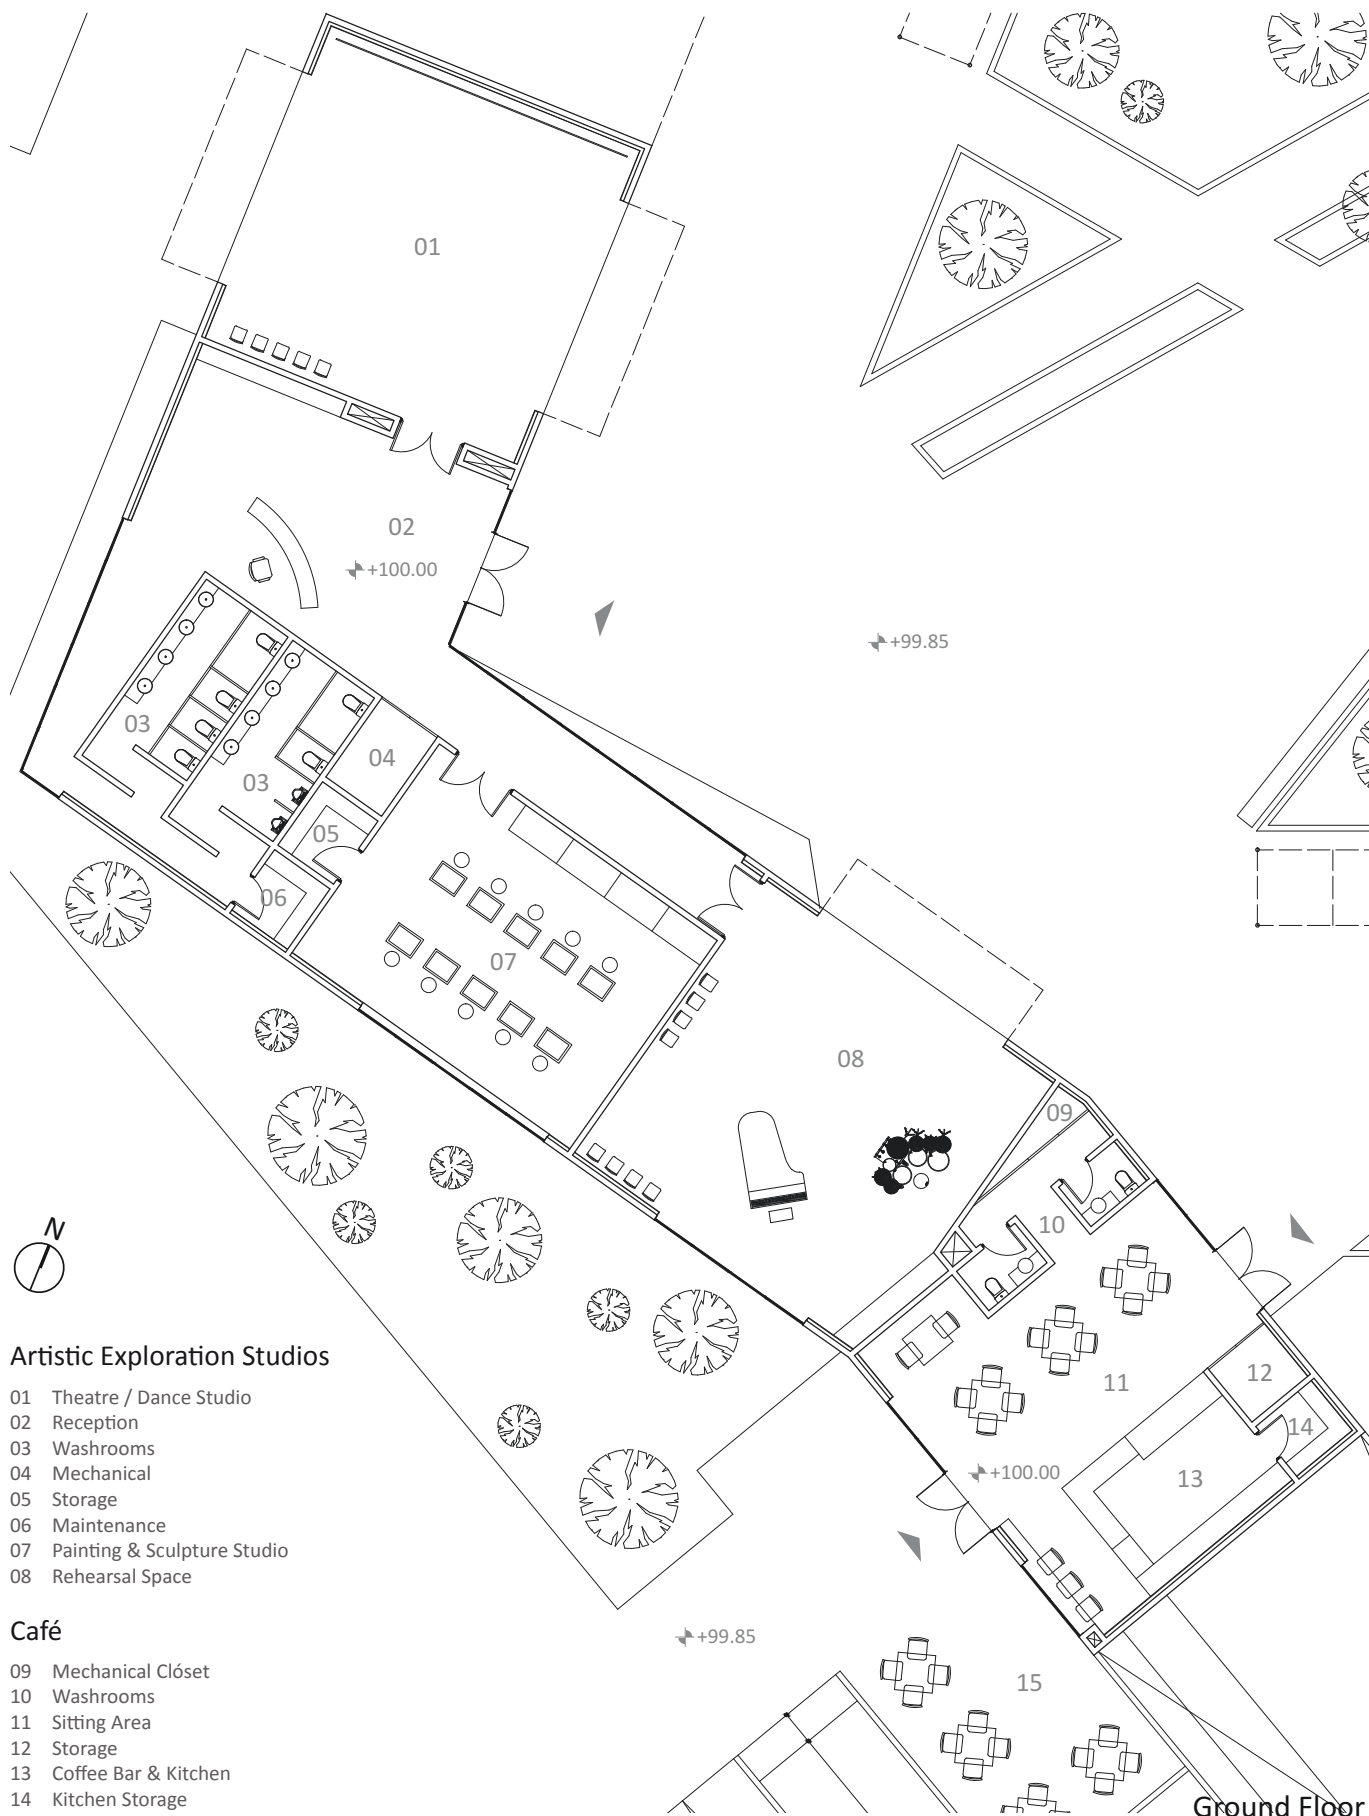 01
02
+100.00
+99.85
03
04
03
05
06
07
08
09
10
N
11
12
14
+100.00
13
+99.85
15
Artistic Exploration Studios
01 Theatre / Dance Studio
02 Reception
03 Washrooms
04 Mechanical
05 Storage
06 Maintenance
07 Painting & Sculpture Studio
08 Rehearsal Space
Café
09 Mechanical Clóset
10 Washrooms
11 Sitting Area
12 Storage
13 Coffee Bar & Kitchen
14 Kitchen Storage
Ground Floor